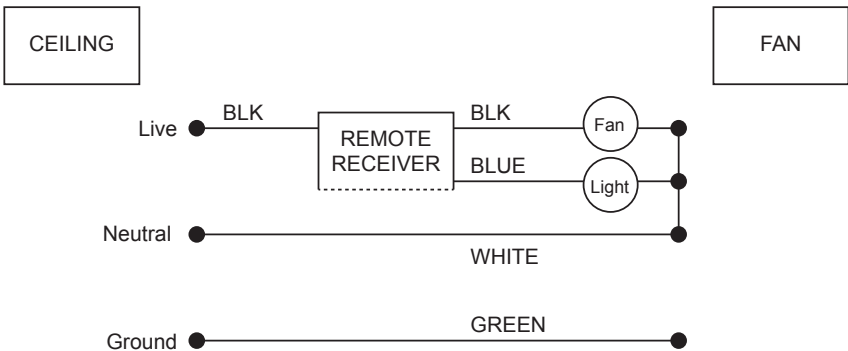 CEILING
FAN
Live
BLK
REMOTE
RECEIVER
BLK
Fan
BLUE
Light
Neutral
WHITE
Ground
GREEN